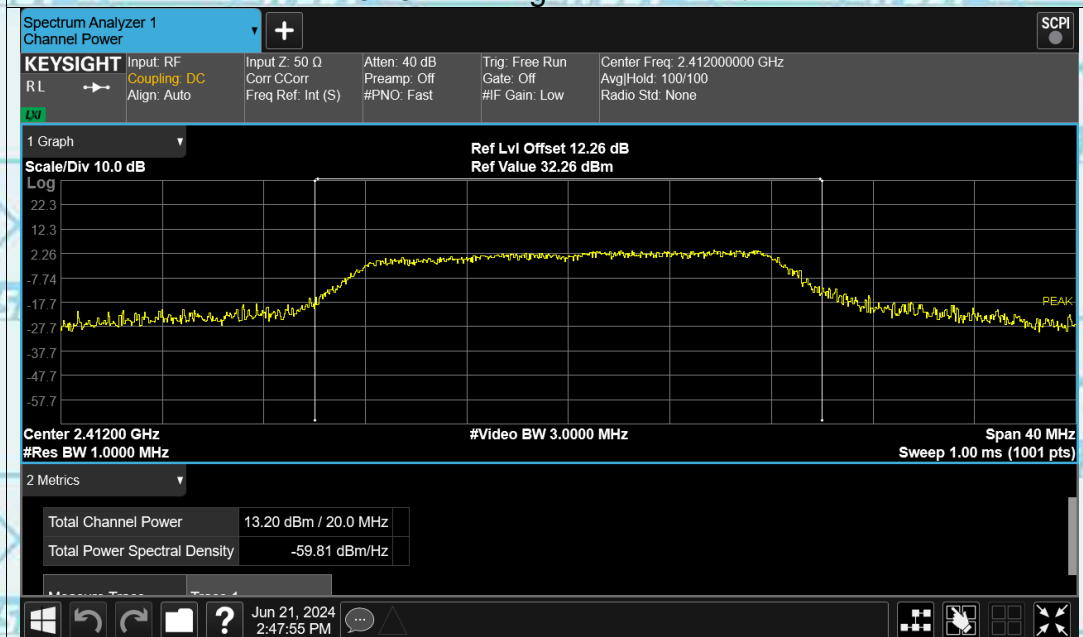 Spectrum Analyzer 1
Channel Power
+
SCPI
KEYSIGHT
R L
LXI
Input: RF
Coupling: DC
Align: Auto
Input Z: 50 Ω
Corr CCorr
Freq Ref: Int (S)
Atten: 40 dB
Preamp: Off
#PNO: Fast
Trig: Free Run
Gate: Off
#IF Gain: Low
Center Freq: 2.412000000 GHz
Avg|Hold: 100/100
Radio Std: None
1 Graph
Scale/Div 10.0 dB
Ref Lvl Offset 12.26 dB
Ref Value 32.26 dBm
Log
22.3
12.3
2.26
-7.74
-17.7
-27.7
-37.7
-47.7
-57.7
PEAK
Center 2.41200 GHz
#Res BW 1.0000 MHz
#Video BW 3.0000 MHz
Span 40 MHz
Sweep 1.00 ms (1001 pts)
2 Metrics
Total Channel Power 13.20 dBm / 20.0 MHz
Total Power Spectral Density -59.81 dBm/Hz
?
Jun 21, 2024
2:47:55 PM